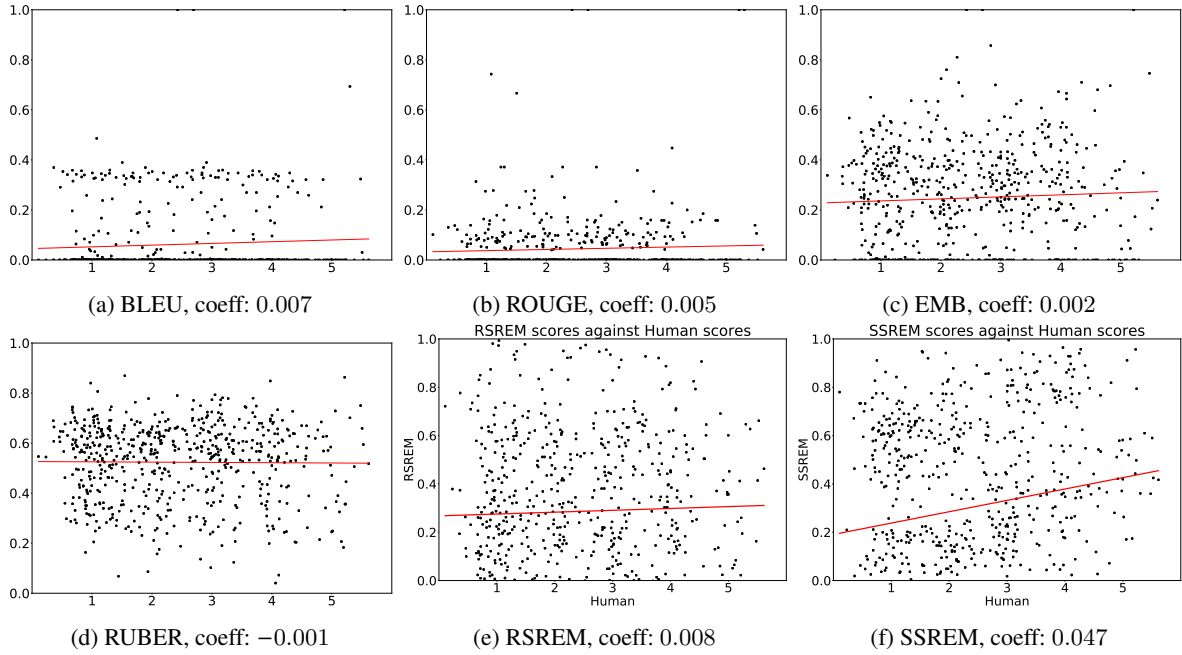 1.0
0.8
0.6
0.4
0.2
0.0
1 2 3 4 5
(a) BLEU, coeff: 0.007
1.0
0.8
0.6
0.4
0.2
0.0
1 2 3 4 5
(b) ROUGE, coeff: 0.005
1.0
0.8
0.6
0.4
0.2
0.0
1 2 3 4 5
(c) EMB, coeff: 0.002
1.0
0.8
0.6
0.4
0.2
0.0
1 2 3 4 5
(d) RUBER, coeff: −0.001
RSREM scores against Human scores
1.0
0.8
0.6
0.4
0.2
0.0
RSREM
1 2 3 4 5
Human
(e) RSREM, coeff: 0.008
SSREM scores against Human scores
1.0
0.8
0.6
0.4
0.2
0.0
SSREM
1 2 3 4 5
Human
(f) SSREM, coeff: 0.047